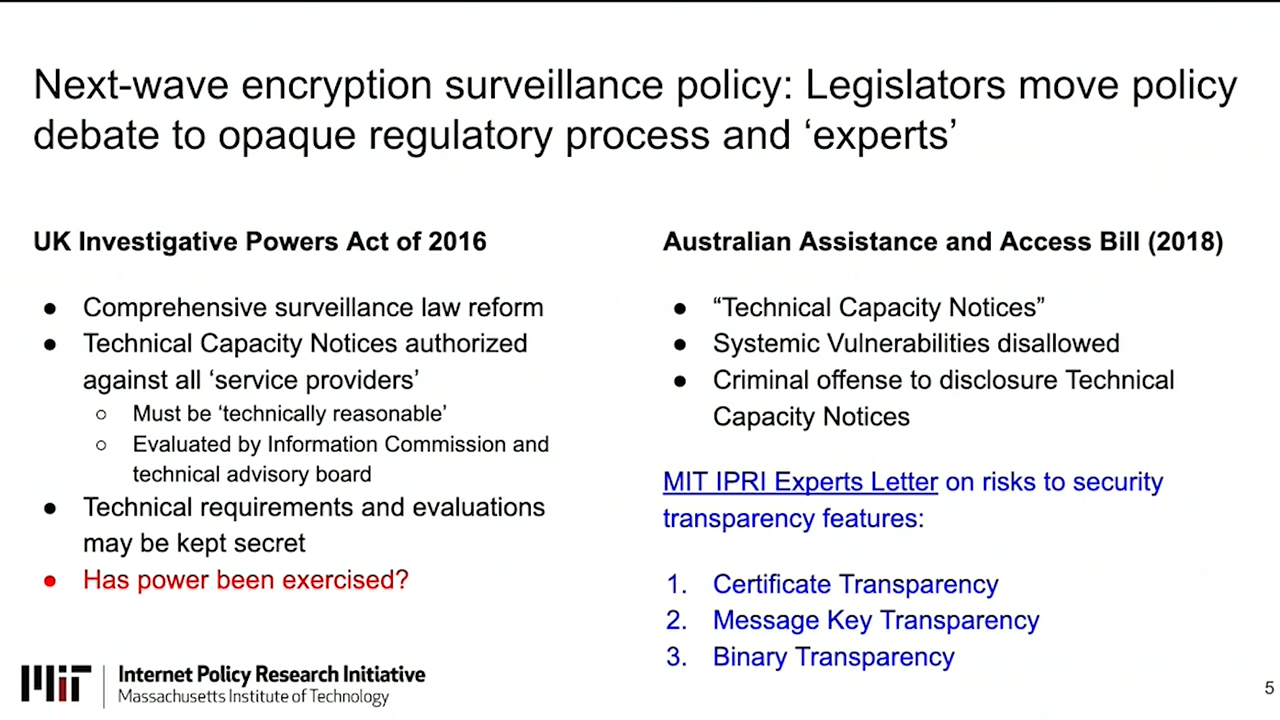 Next-wave encryption surveillance policy: Legislators move policy
debate to opaque regulatory process and ‘experts’
UK Investigative Powers Act of 2016
● Comprehensive surveillance law reform
● Technical Capacity Notices authorized
against all ‘service providers’
○ Must be ‘technically reasonable’
○ Evaluated by Information Commission and
technical advisory board
● Technical requirements and evaluations
may be kept secret
● Has power been exercised?
Australian Assistance and Access Bill (2018)
● “Technical Capacity Notices”
● Systemic Vulnerabilities disallowed
● Criminal offense to disclosure Technical
Capacity Notices
MIT IPRI Experts Letter on risks to security
transparency features:
1. Certificate Transparency
2. Message Key Transparency
3. Binary Transparency
MIT
Internet Policy Research Initiative
Massachusetts Institute of Technology
5